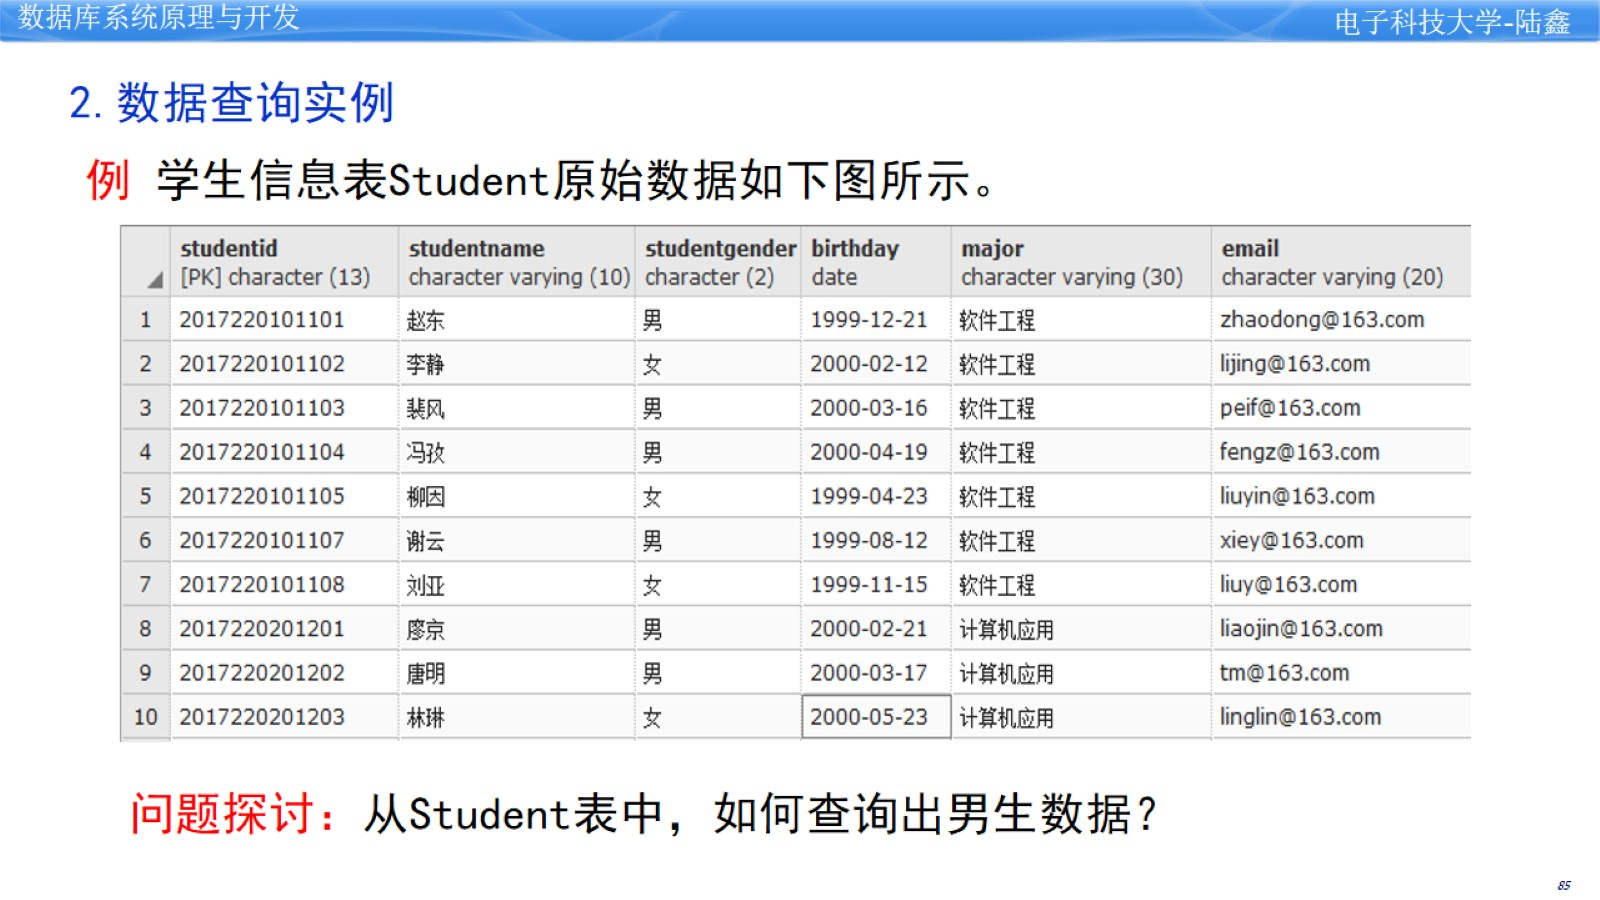 数据库系统原理与开发
电子科技大学-陆鑫
2. 数据查询实例
例 学生信息表Student原始数据如下图所示。
studentid studentname studentgender birthday major email
[PK] character (13) character varying (10) character (2) date character varying (30) character varying (20)
1 2017220101101 赵东 男 1999-12-21 软件工程 zhaodong@163.com
2 2017220101102 李静 女 2000-02-12 软件工程 lijing@163.com
3 2017220101103 裴风 男 2000-03-16 软件工程 peif@163.com
4 2017220101104 冯孜 男 2000-04-19 软件工程 fengz@163.com
5 2017220101105 柳因 女 1999-04-23 软件工程 liuyin@163.com
6 2017220101107 谢云 男 1999-08-12 软件工程 xiey@163.com
7 2017220101108 刘亚 女 1999-11-15 软件工程 liuy@163.com
8 2017220201201 廖京 男 2000-02-21 计算机应用 liaojin@163.com
9 2017220201202 唐明 男 2000-03-17 计算机应用 tm@163.com
10 2017220201203 林琳 女 2000-05-23 计算机应用 linglin@163.com
问题探讨：从Student表中，如何查询出男生数据？
85